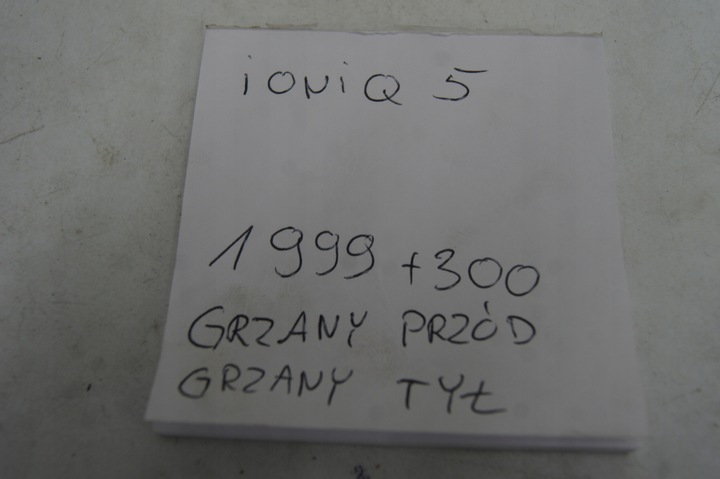 iONiQ 5
1999 +300
GRZANY PRZÓD
GRZANY TYŁ